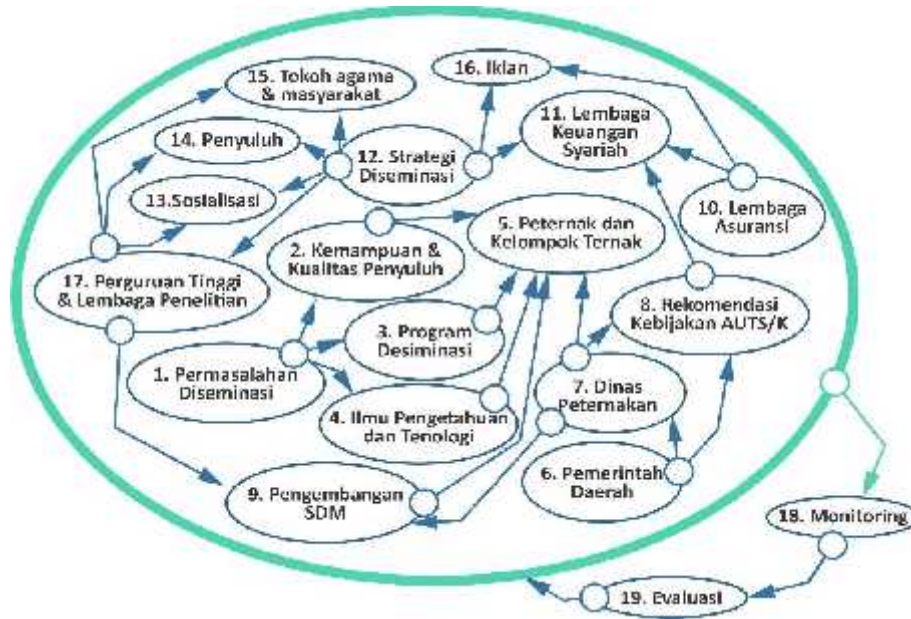 15. Tokoh agama
& masyarakat
16. Iklan
14. Penyuluh
12. Strategi
Diseminasi
11. Lembaga
Keuangan
Syariah
13.Sosialisasi
10. Lembaga
Asuransi
2. Kemampuan &
Kualitas Penyuluh
5. Peternak dan
Kelompok Ternak
17. Perguruan Tinggi
& Lembaga Penelitian
8. Rekomendasi
Kebijakan AUTS/K
3. Program
Desiminasi
1. Permasalahan
Diseminasi
7. Dinas
Peternakan
4. Ilmu Pengetahuan
dan Tenologi
6. Pemerintah
Daerah
9. Pengembangan
SDM
18. Monitoring
19. Evaluasi